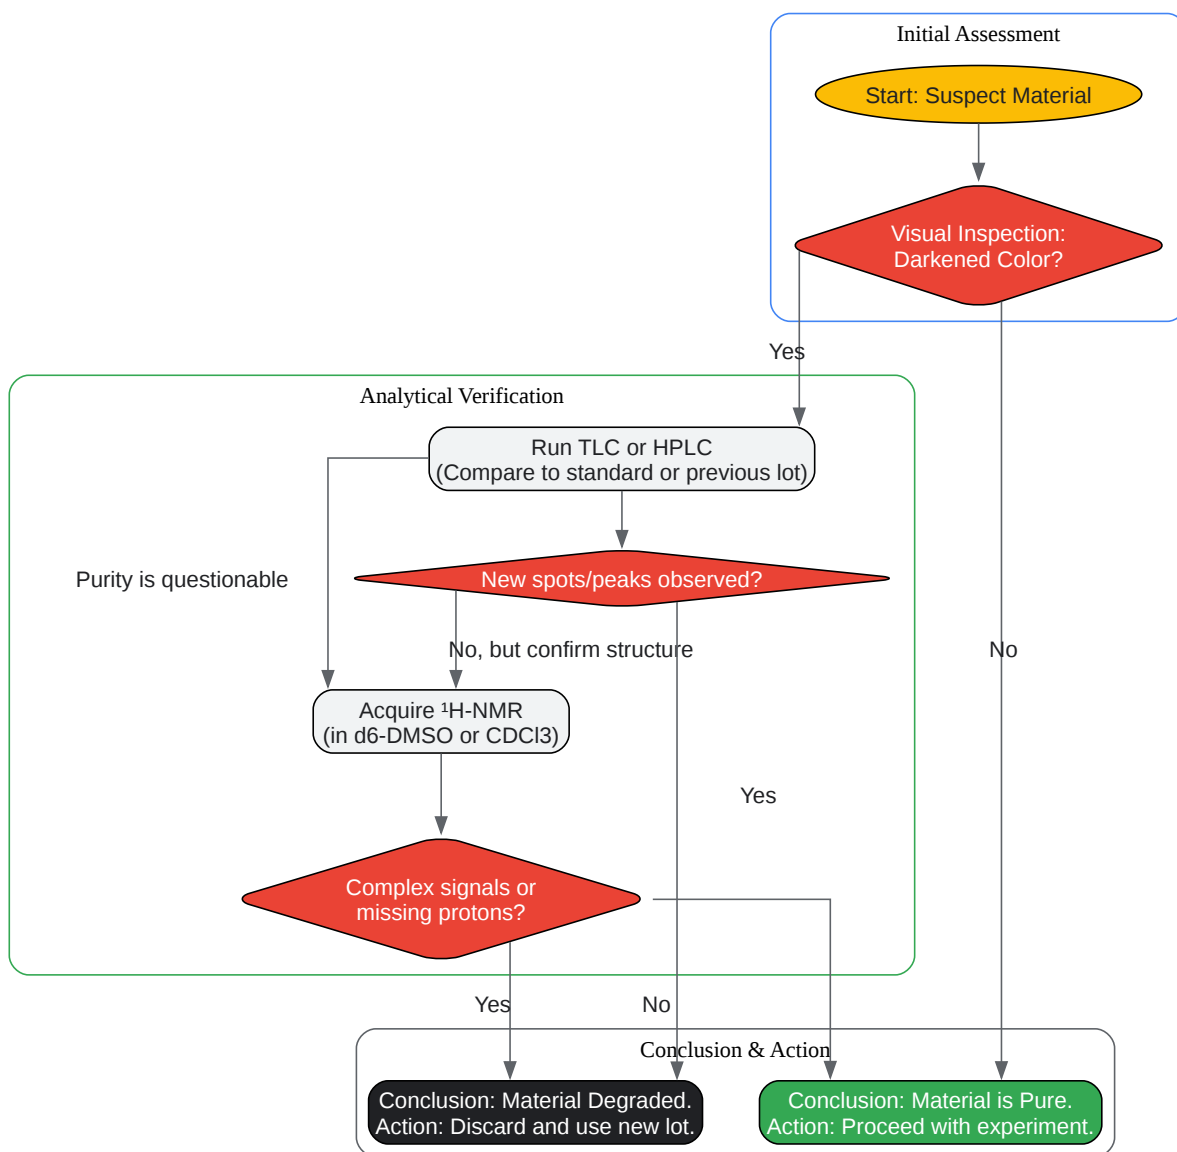 Initial Assessment
Start: Suspect Material
Visual Inspection:
Darkened Color?
Yes
Analytical Verification
Run TLC or HPLC
(Compare to standard or previous lot)
Purity is questionable
New spots/peaks observed?
No, but confirm structure
No
Acquire ¹H-NMR
(in d6-DMSO or CDCl3)
Yes
Complex signals or
missing protons?
Yes
No
Conclusion & Action
Conclusion: Material Degraded.
Action: Discard and use new lot.
Conclusion: Material is Pure.
Action: Proceed with experiment.